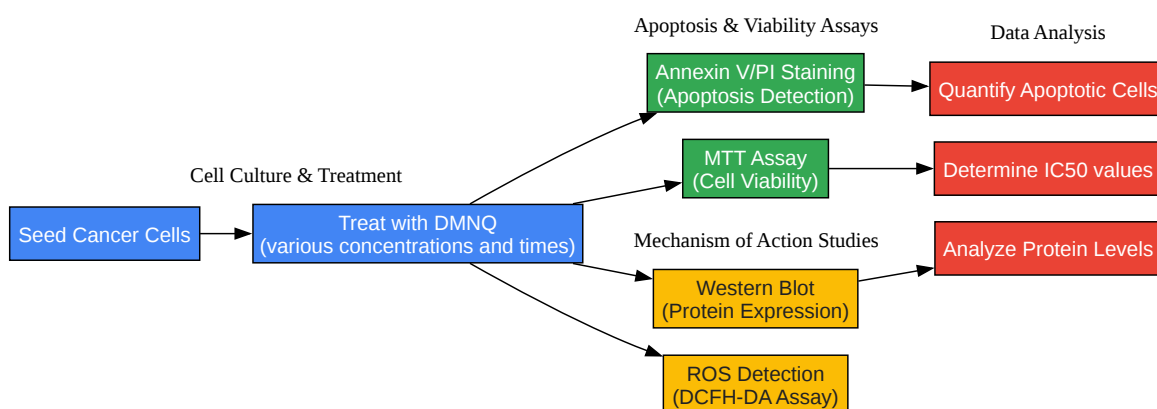 Cell Culture & Treatment
Seed Cancer Cells
Treat with DMNQ
(various concentrations and times)
Apoptosis & Viability Assays
Annexin V/PI Staining
(Apoptosis Detection)
MTT Assay
(Cell Viability)
Mechanism of Action Studies
Western Blot
(Protein Expression)
ROS Detection
(DCFH-DA Assay)
Data Analysis
Quantify Apoptotic Cells
Determine IC50 values
Analyze Protein Levels